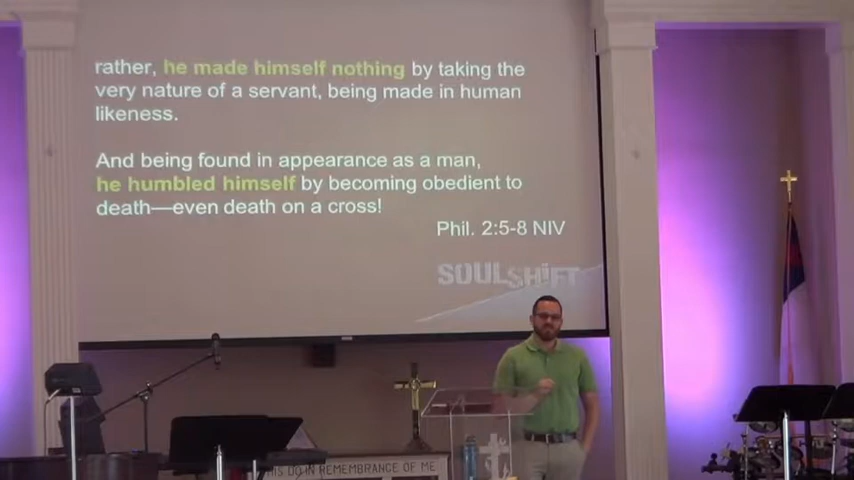 rather, he made himself nothing by taking the
very nature of a servant, being made in human
likeness.
And being found in appearance as a man,
he humbled himself by becoming obedient to
death—even death on a cross!
Phil. 2:5-8 NIV
SOULSHiFT
THIS DO IN REMEMBRANCE OF ME